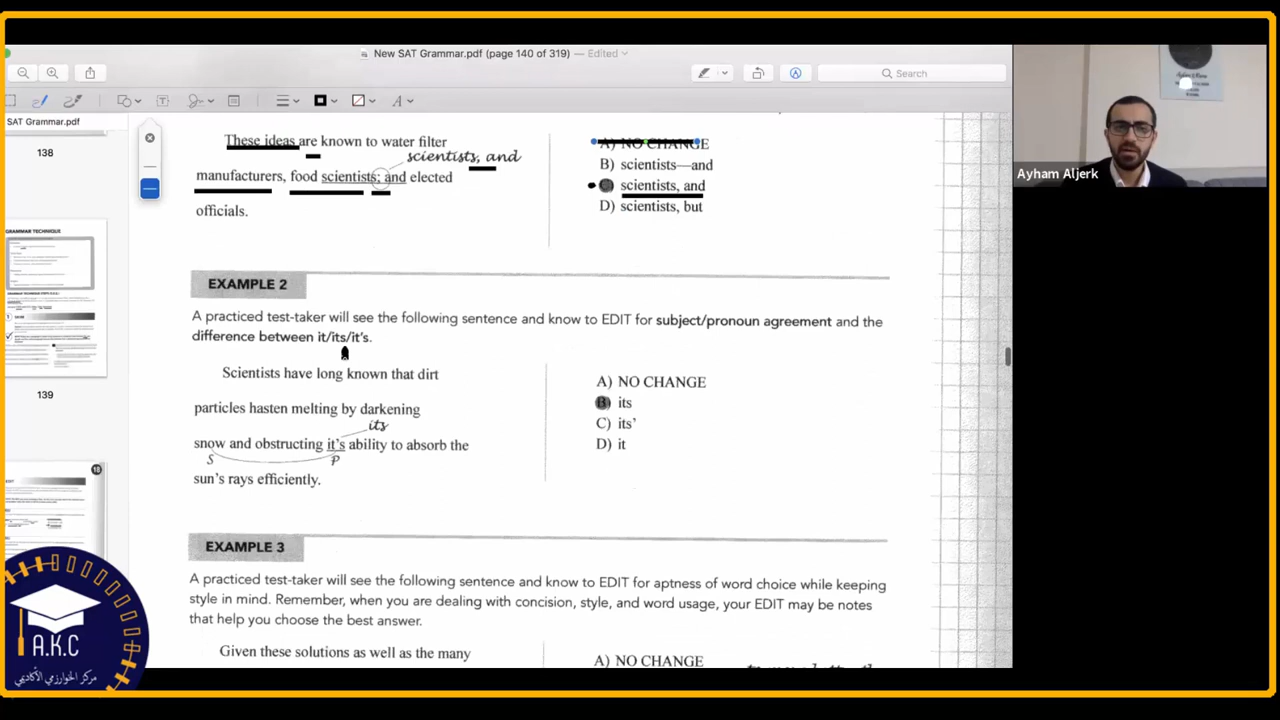 New SAT Grammar.pdf (page 140 of 319) — Edited
Search
SAT Grammar.pdf
138
GRAMMAR TECHNIQUE
139
18
These ideas are known to water filter
scientists, and
manufacturers, food scientists; and elected
officials.
A) NO CHANGE
B) scientists—and
scientists, and
D) scientists, but
EXAMPLE 2
A practiced test-taker will see the following sentence and know to EDIT for subject/pronoun agreement and the
difference between it/its/it's.
Scientists have long known that dirt
particles hasten melting by darkening
its
snow and obstructing it's ability to absorb the
S P
sun's rays efficiently.
A) NO CHANGE
B) its
C) its'
D) it
EXAMPLE 3
A practiced test-taker will see the following sentence and know to EDIT for aptness of word choice while keeping
style in mind. Remember, when you are dealing with concision, style, and word usage, your EDIT may be notes
that help you choose the best answer.
Given these solutions as well as the many
A) NO CHANGE
Ayham Aljerk
A.K.C
مركز الخوارزمي الأكاديمي